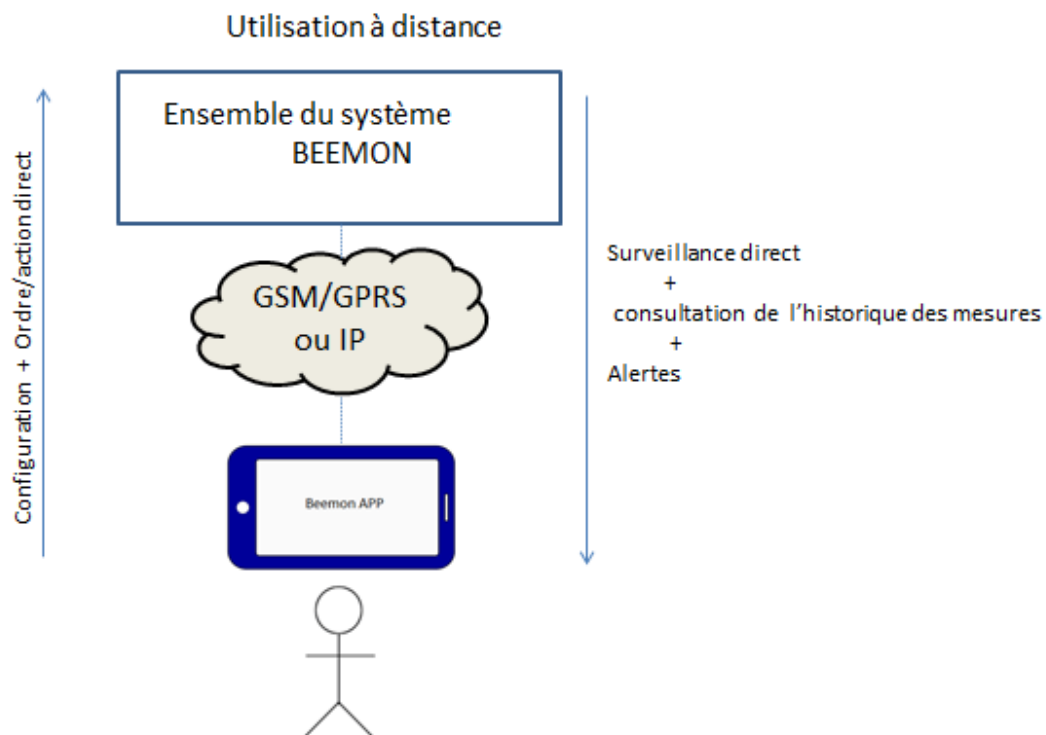 Utilisation à distance
Ensemble du système
BEEMON
Configuration + Ordre/action direct
GSM/GPRS
ou IP
Surveillance direct
+
consultation de l'historique des mesures
+
Alertes
Beemon APP